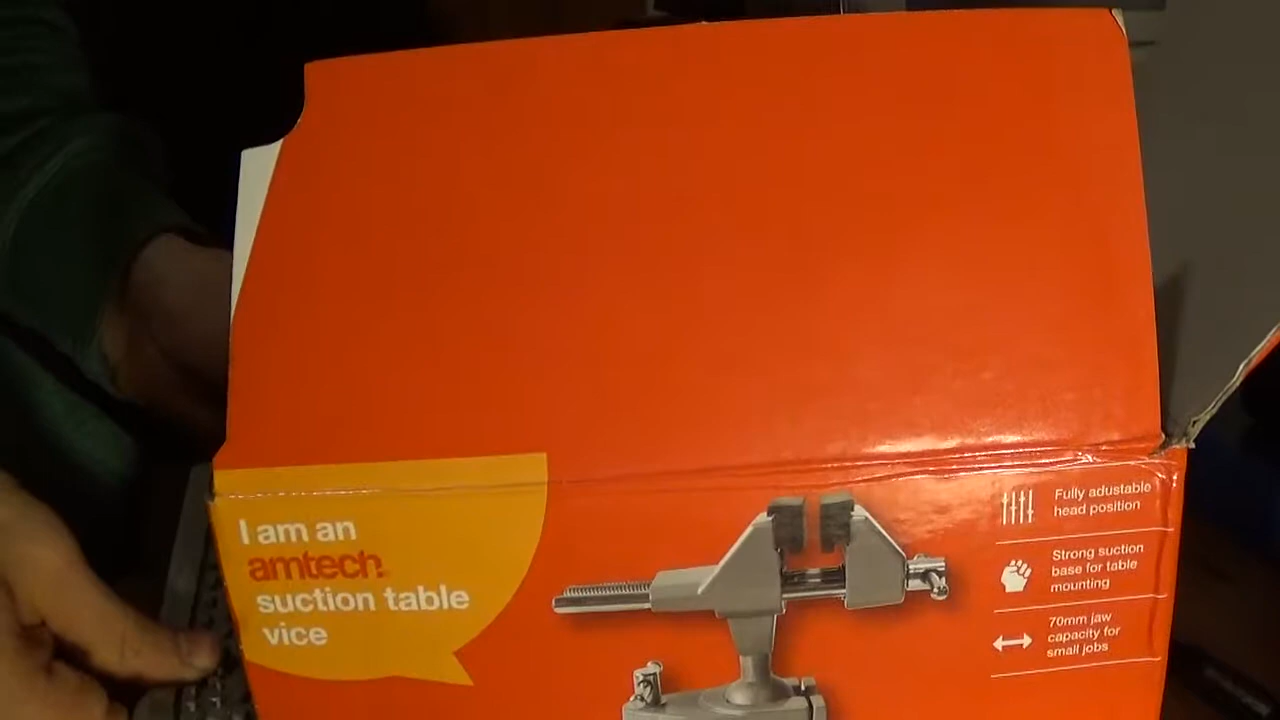 I am an
amtech
suction table
vice
Fully adustable
head position
Strong suction
base for table
mounting
70mm jaw
capacity for
small jobs